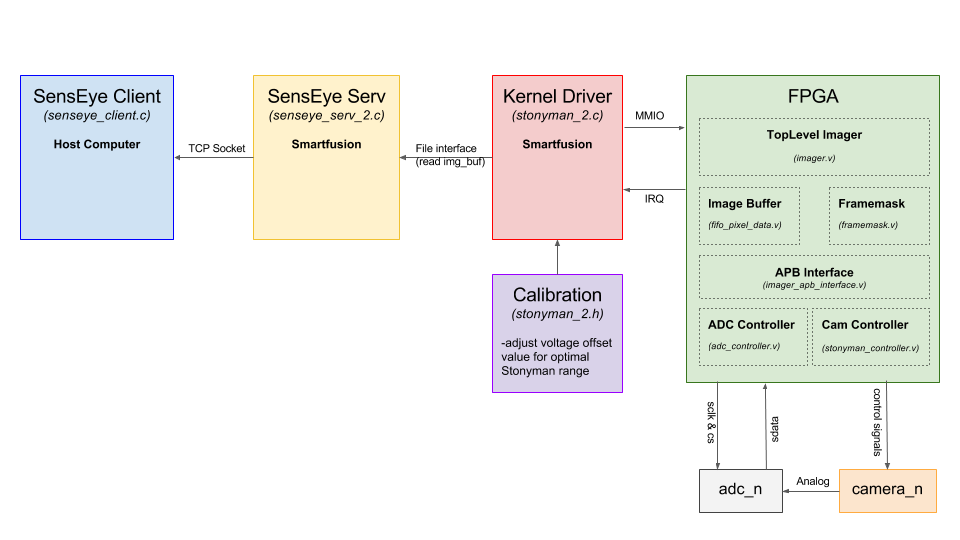 SensEye Client
(senseye_client.c)
Host Computer
TCP Socket
SensEye Serv
(senseye_serv_2.c)
Smartfusion
File interface
(read img_buf)
Kernel Driver
(stonyman_2.c)
Smartfusion
MMIO
IRQ
Calibration
(stonyman_2.h)
-adjust voltage offset
value for optimal
Stonyman range
FPGA
TopLevel Imager
(imager.v)
Image Buffer
(fifo_pixel_data.v)
Framemask
(framemask.v)
APB Interface
(imager_apb_interface.v)
ADC Controller
(adc_controller.v)
Cam Controller
(stonyman_controller.v)
sclk & cs
sdata
control signals
adc_n
Analog
camera_n